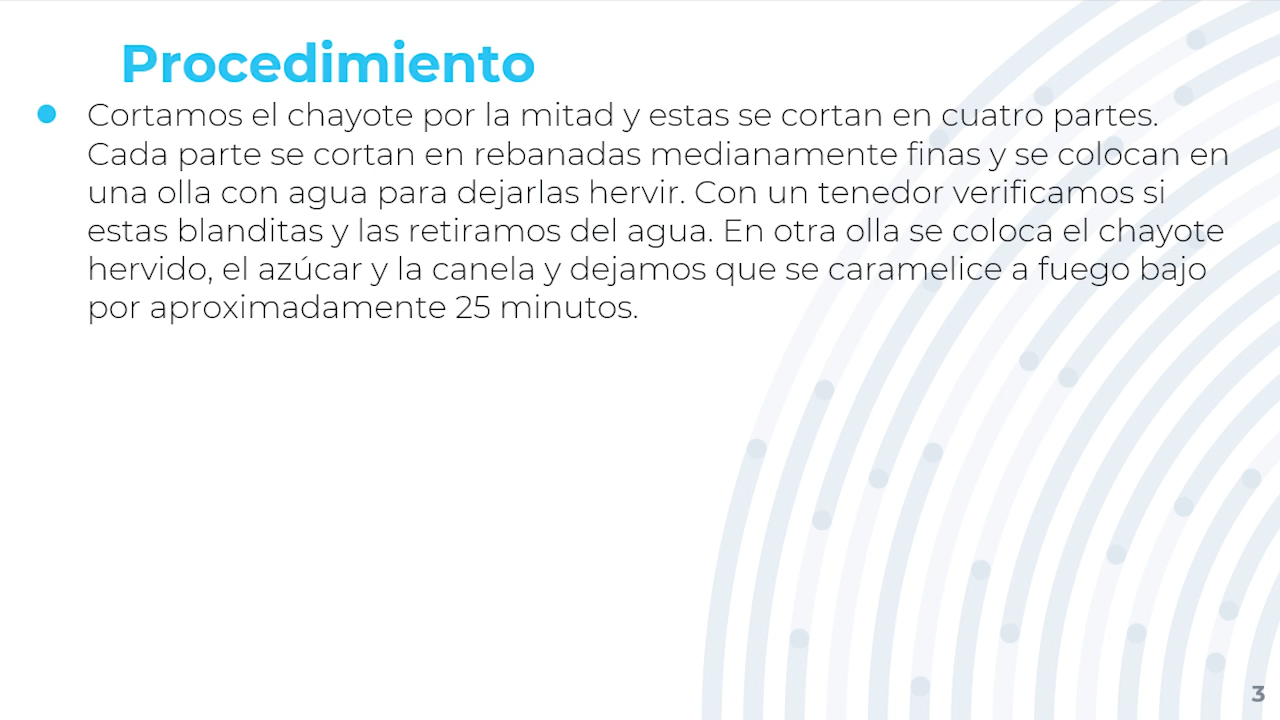 Procedimiento
Cortamos el chayote por la mitad y estas se cortan en cuatro partes.
Cada parte se cortan en rebanadas medianamente finas y se colocan en
una olla con agua para dejarlas hervir. Con un tenedor verificamos si
estas blanditas y las retiramos del agua. En otra olla se coloca el chayote
hervido, el azúcar y la canela y dejamos que se caramelice a fuego bajo
por aproximadamente 25 minutos.
3